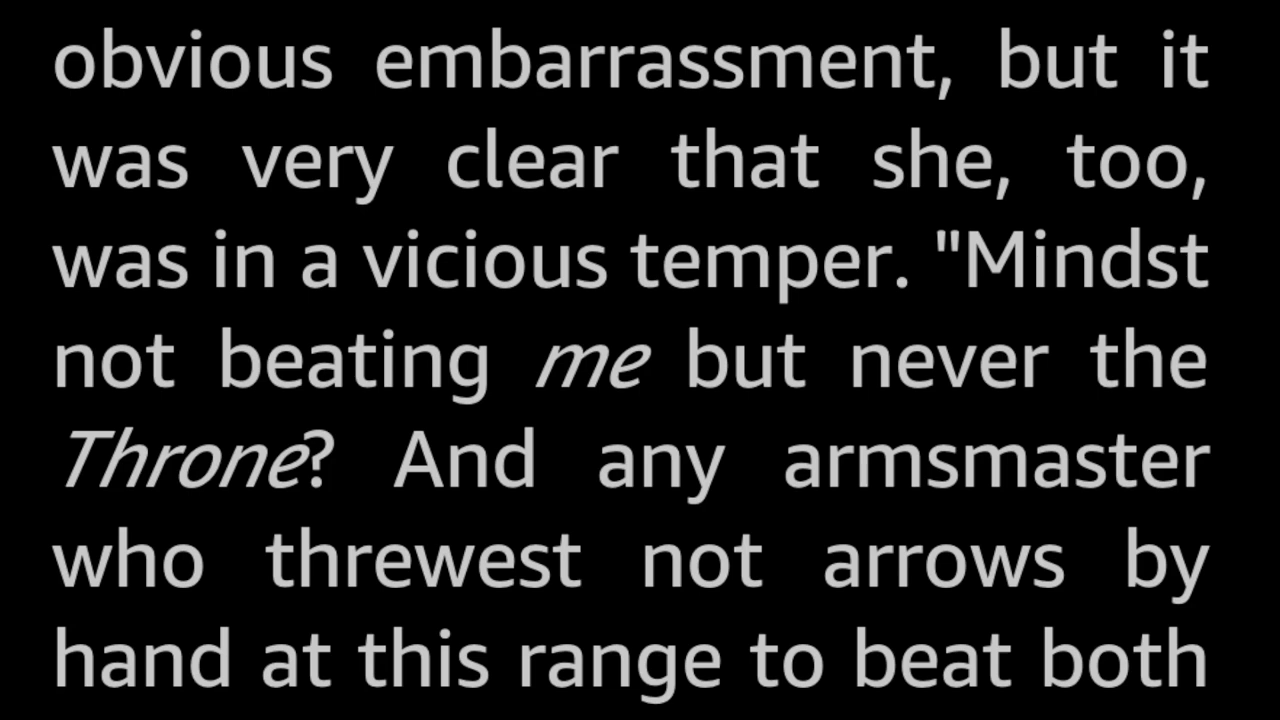 obvious embarrassment, but it
was very clear that she, too,
was in a vicious temper. "Mindst
not beating me but never the
Throne? And any armsmaster
who threwest not arrows by
hand at this range to beat both